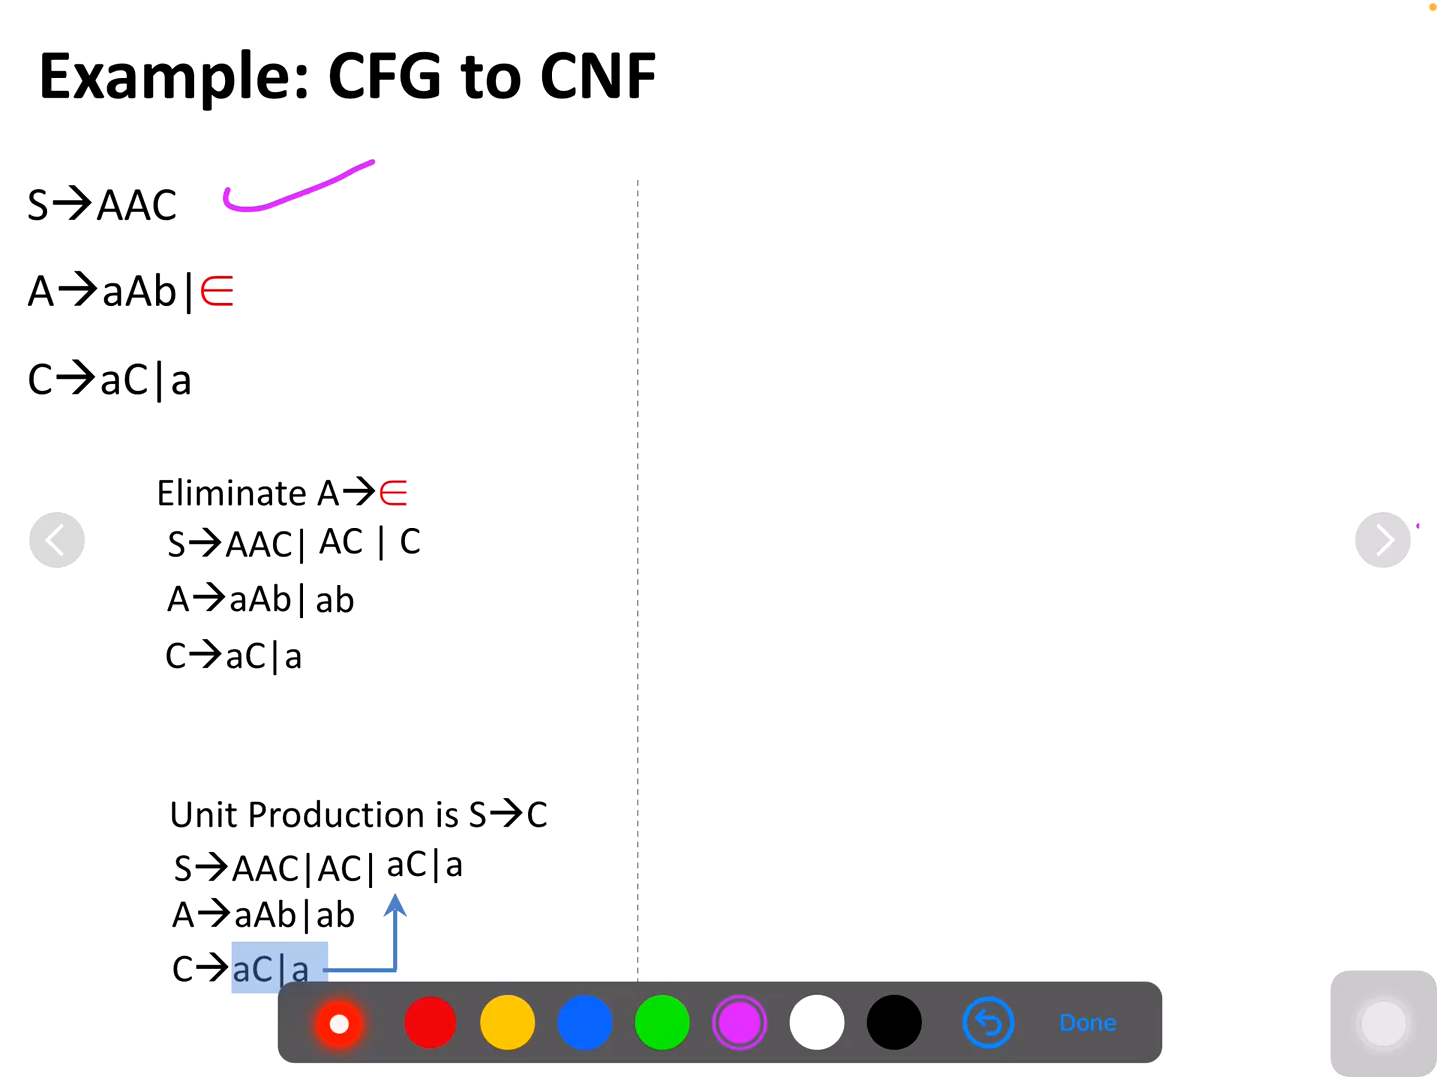 Example: CFG to CNF
S→AAC
A→aAb|∈
C→aC|a
Eliminate A→∈
S→AAC| AC | C
A→aAb| ab
C→aC|a
Unit Production is S→C
S→AAC|AC| aC|a
A→aAb|ab
C→aC|a
Done